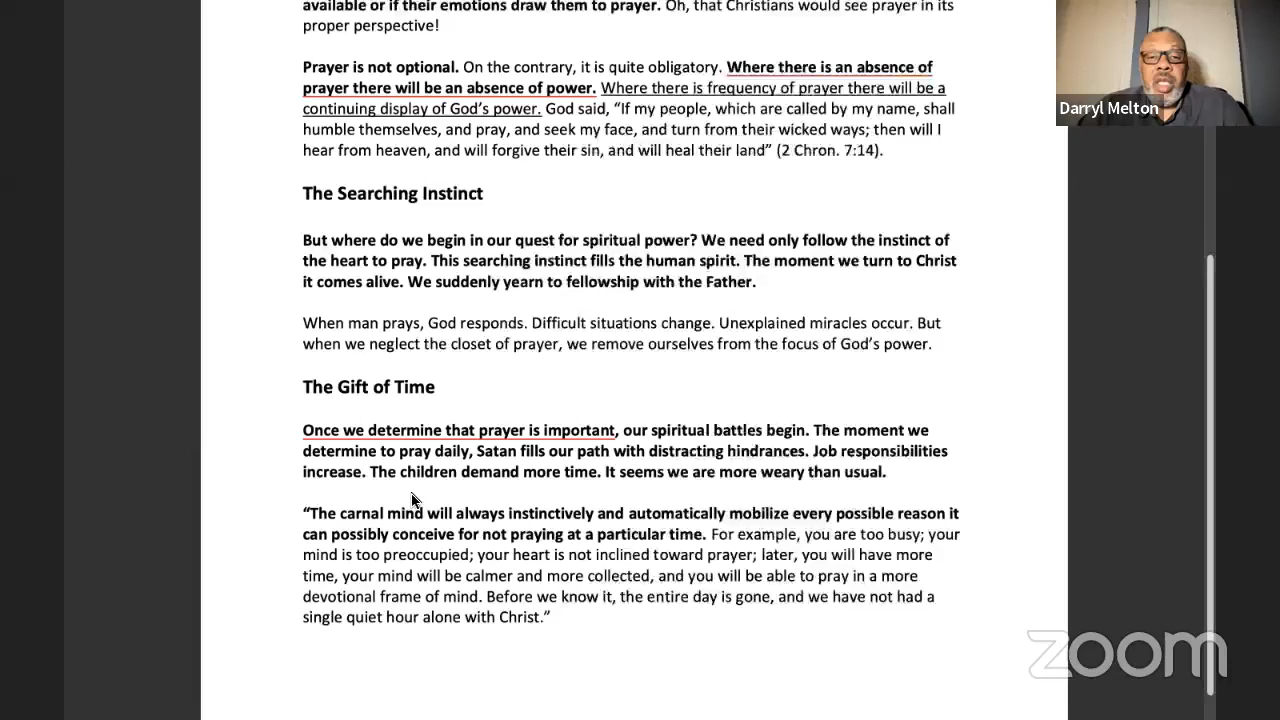 available or if their emotions draw them to prayer. Oh, that Christians would see prayer in its
proper perspective!
Prayer is not optional. On the contrary, it is quite obligatory. Where there is an absence of
prayer there will be an absence of power. Where there is frequency of prayer there will be a
continuing display of God’s power. God said, “If my people, which are called by my name, shall
humble themselves, and pray, and seek my face, and turn from their wicked ways; then will I
hear from heaven, and will forgive their sin, and will heal their land” (2 Chron. 7:14).
The Searching Instinct
But where do we begin in our quest for spiritual power? We need only follow the instinct of
the heart to pray. This searching instinct fills the human spirit. The moment we turn to Christ
it comes alive. We suddenly yearn to fellowship with the Father.
When man prays, God responds. Difficult situations change. Unexplained miracles occur. But
when we neglect the closet of prayer, we remove ourselves from the focus of God’s power.
The Gift of Time
Once we determine that prayer is important, our spiritual battles begin. The moment we
determine to pray daily, Satan fills our path with distracting hindrances. Job responsibilities
increase. The children demand more time. It seems we are more weary than usual.
“The carnal mind will always instinctively and automatically mobilize every possible reason it
can possibly conceive for not praying at a particular time. For example, you are too busy; your
mind is too preoccupied; your heart is not inclined toward prayer; later, you will have more
time, your mind will be calmer and more collected, and you will be able to pray in a more
devotional frame of mind. Before we know it, the entire day is gone, and we have not had a
single quiet hour alone with Christ.”
Darryl Melton
zoom